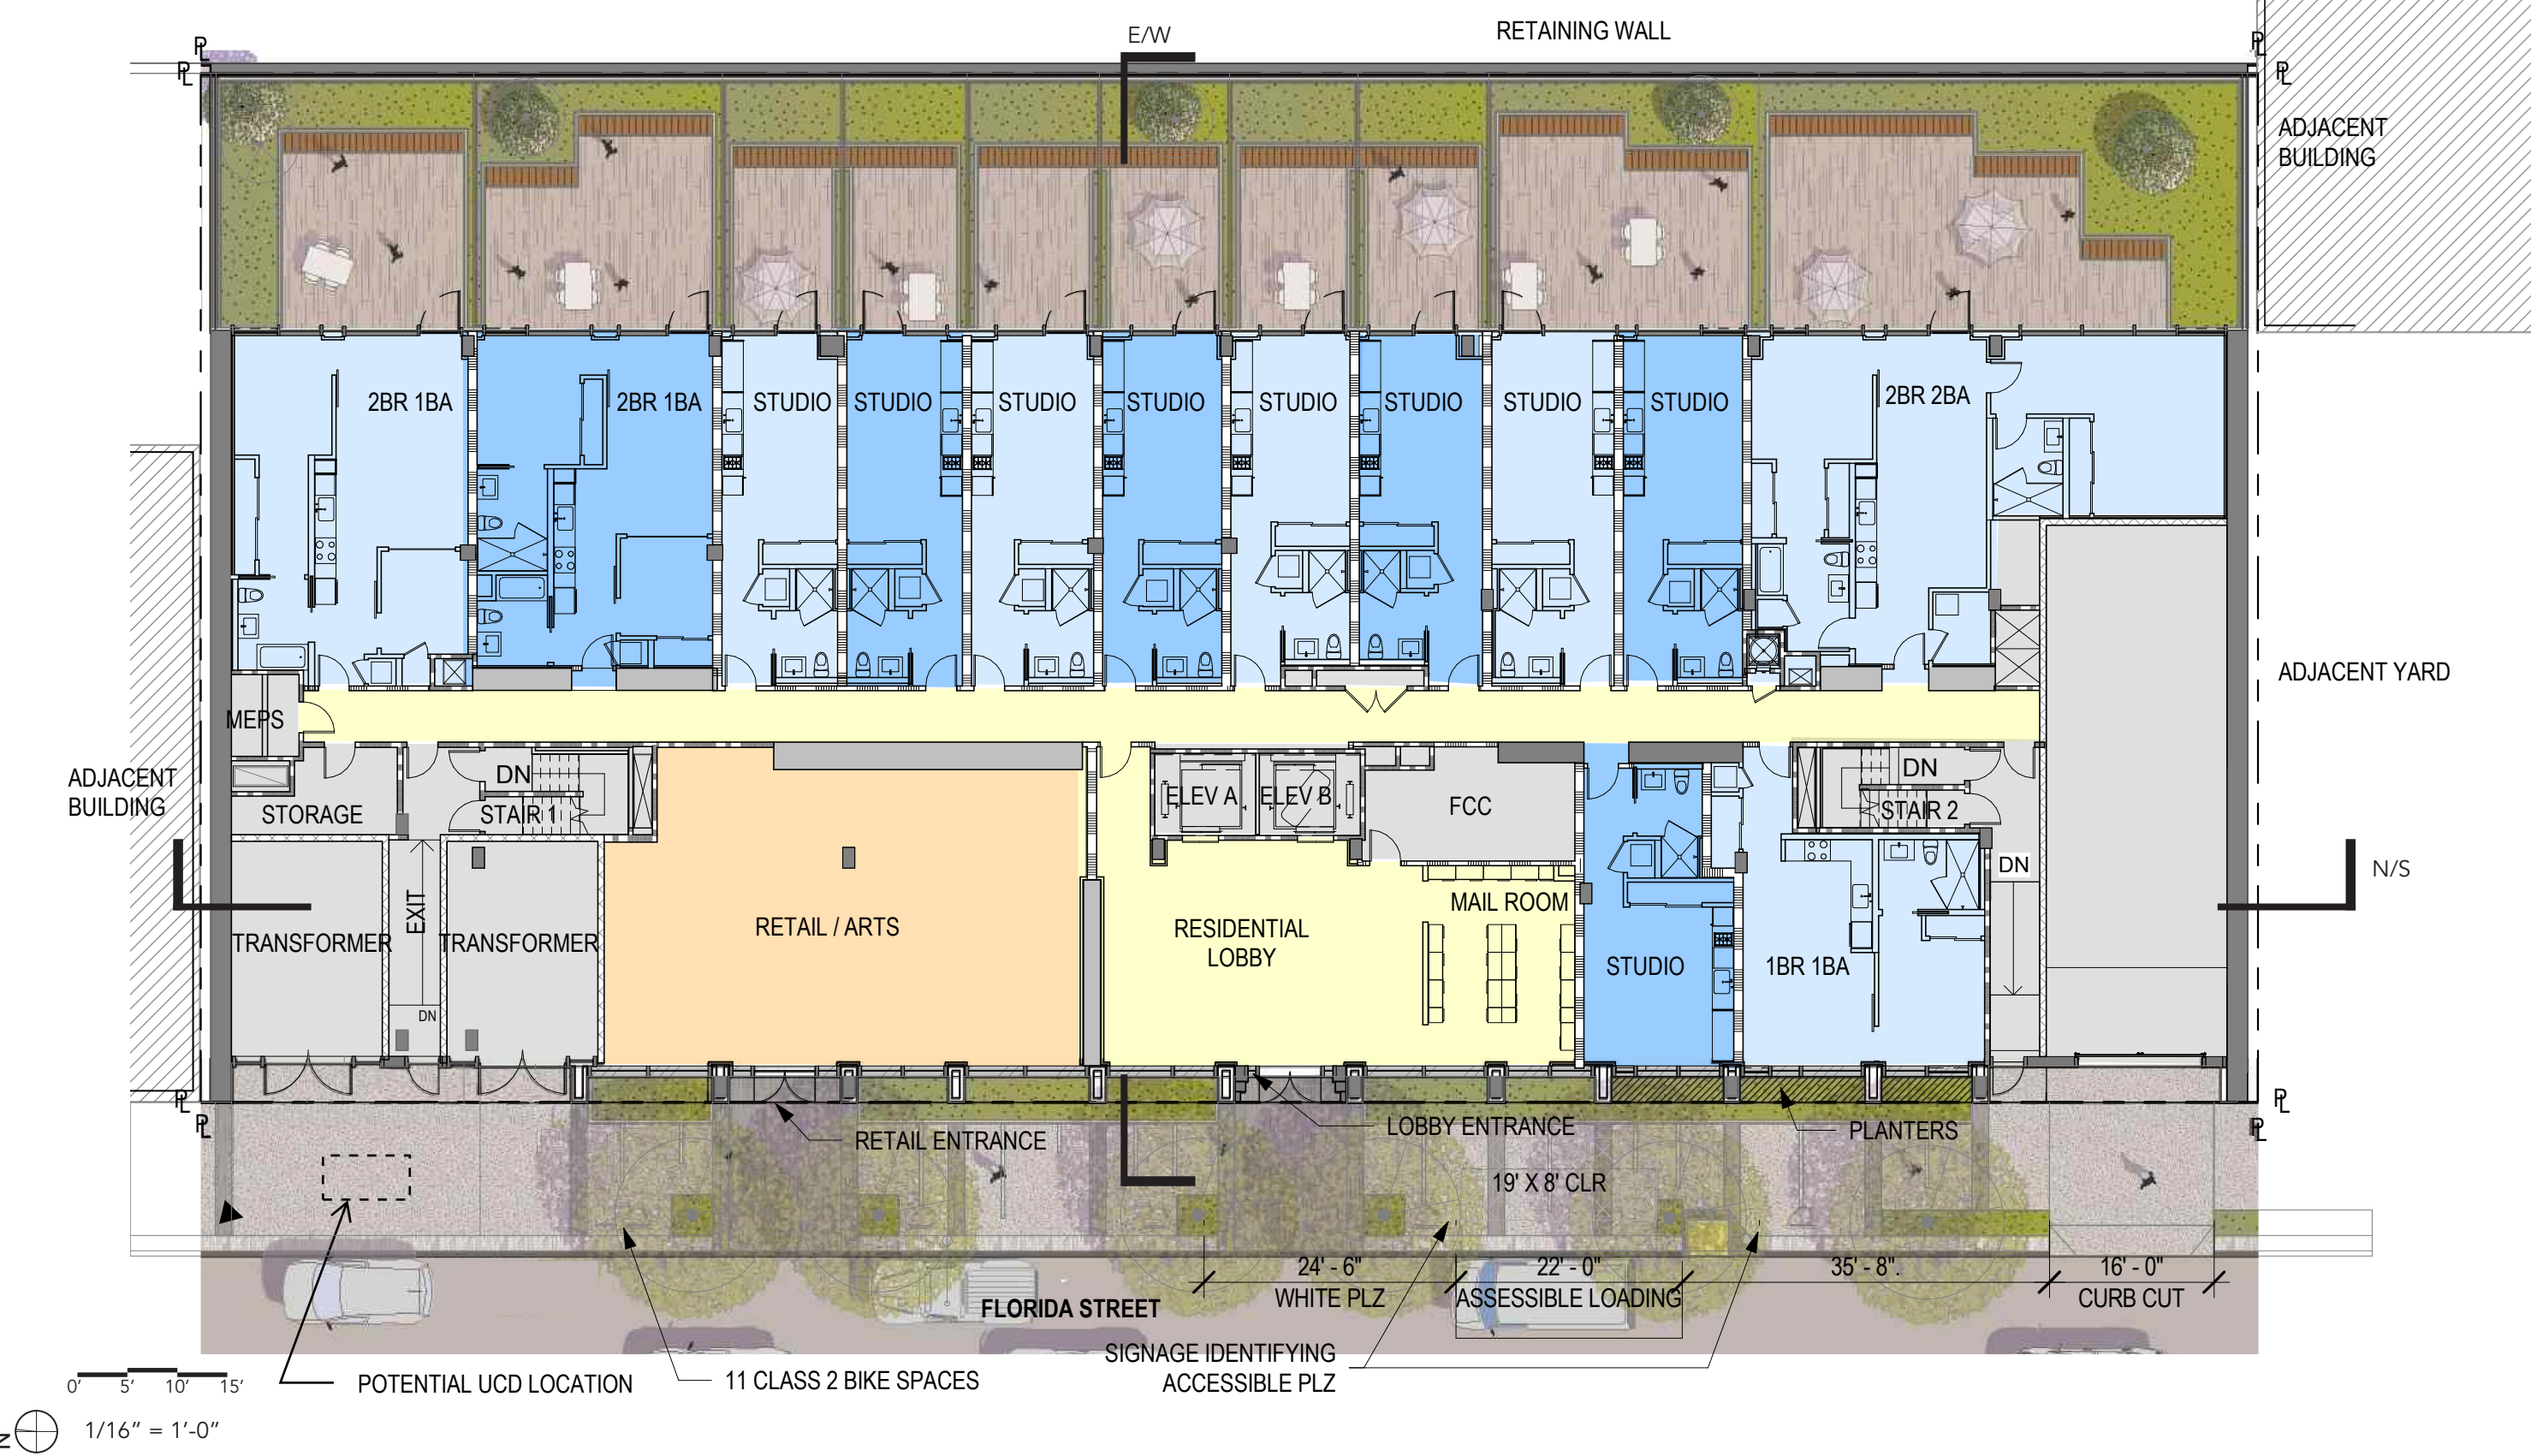 E/W
RETAINING WALL
PL
PL
PL
PL
ADJACENT
BUILDING
2BR 1BA
2BR 1BA
STUDIO
STUDIO
STUDIO
STUDIO
STUDIO
STUDIO
STUDIO
STUDIO
2BR 2BA
ADJACENT YARD
MEPS
ADJACENT
BUILDING
STORAGE
DN
STAIR 1
ELEV A
ELEV B
FCC
DN
STAIR 2
DN
N/S
MAIL ROOM
EXIT
TRANSFORMER
TRANSFORMER
RETAIL / ARTS
RESIDENTIAL
LOBBY
STUDIO
1BR 1BA
DN
PL
PL
PL
PL
RETAIL ENTRANCE
LOBBY ENTRANCE
PLANTERS
19' X 8' CLR
24' - 6"
WHITE PLZ
22' - 0"
ASSESSIBLE LOADING
35' - 8".
16' - 0"
CURB CUT
FLORIDA STREET
SIGNAGE IDENTIFYING
ACCESSIBLE PLZ
11 CLASS 2 BIKE SPACES
POTENTIAL UCD LOCATION
0' 5' 10' 15'
N
1/16” = 1’-0”